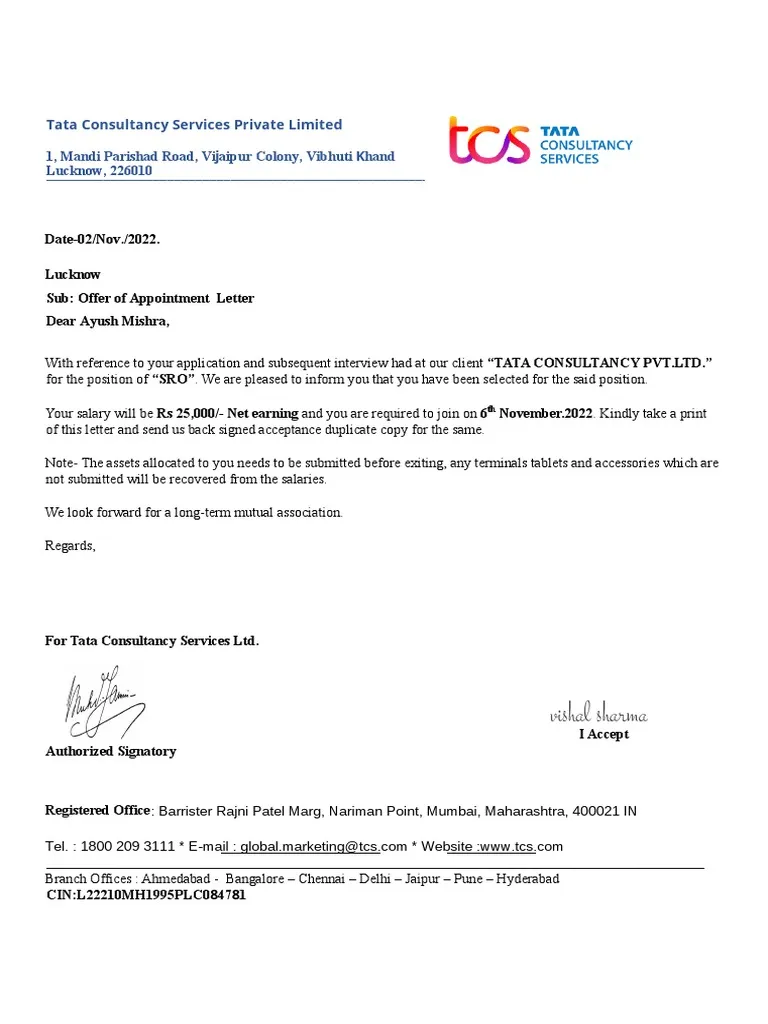 Tata Consultancy Services Private Limited
1, Mandi Parishad Road, Vijaipur Colony, Vibhuti Khand
Lucknow, 226010
tcs TATA
CONSULTANCY
SERVICES
Date-02/Nov./2022.
Lucknow
Sub: Offer of Appointment Letter
Dear Ayush Mishra,
With reference to your application and subsequent interview had at our client “TATA CONSULTANCY PVT.LTD.”
for the position of “SRO”. We are pleased to inform you that you have been selected for the said position.
Your salary will be Rs 25,000/- Net earning and you are required to join on 6th November.2022. Kindly take a print
of this letter and send us back signed acceptance duplicate copy for the same.
Note- The assets allocated to you needs to be submitted before exiting, any terminals tablets and accessories which are
not submitted will be recovered from the salaries.
We look forward for a long-term mutual association.
Regards,
For Tata Consultancy Services Ltd.
vishal sharma
I Accept
Authorized Signatory
Registered Office: Barrister Rajni Patel Marg, Nariman Point, Mumbai, Maharashtra, 400021 IN
Tel. : 1800 209 3111 * E-mail : global.marketing@tcs.com * Website :www.tcs.com
Branch Offices : Ahmedabad - Bangalore – Chennai – Delhi – Jaipur – Pune – Hyderabad
CIN:L22210MH1995PLC084781